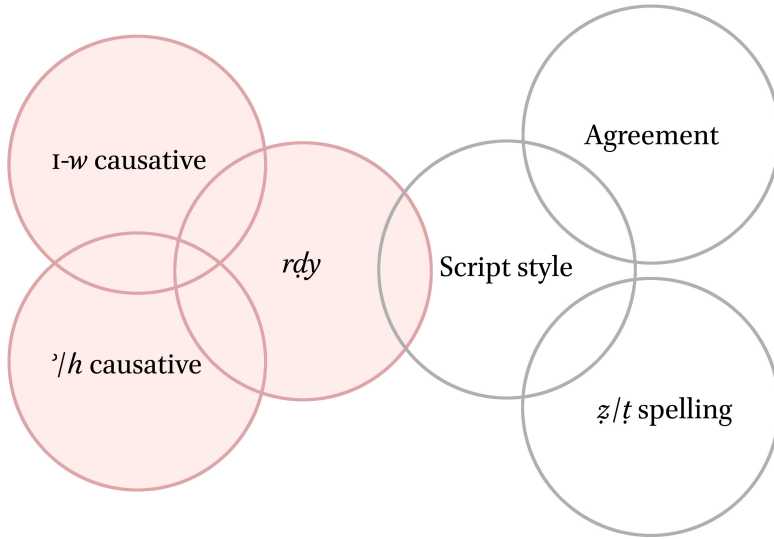 Agreement
ɪ-w causative
rḍy
Script style
ʾ/h causative
ẓ/ṭ spelling